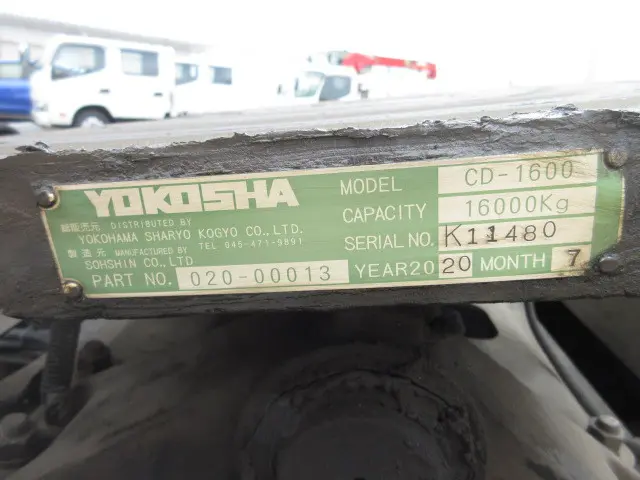 YOKOSHA
総販売元 DISTRIBUTED BY
YOKOHAMA SHARYO KOGYO CO., LTD.
TEL 045-471-9891
製造元 MANUFACTURED BY
SOHSHIN CO., LTD
PART NO. 020-00013
MODEL CD-1600
CAPACITY 16000Kg
SERIAL NO. K11480
YEAR20 20 MONTH 7